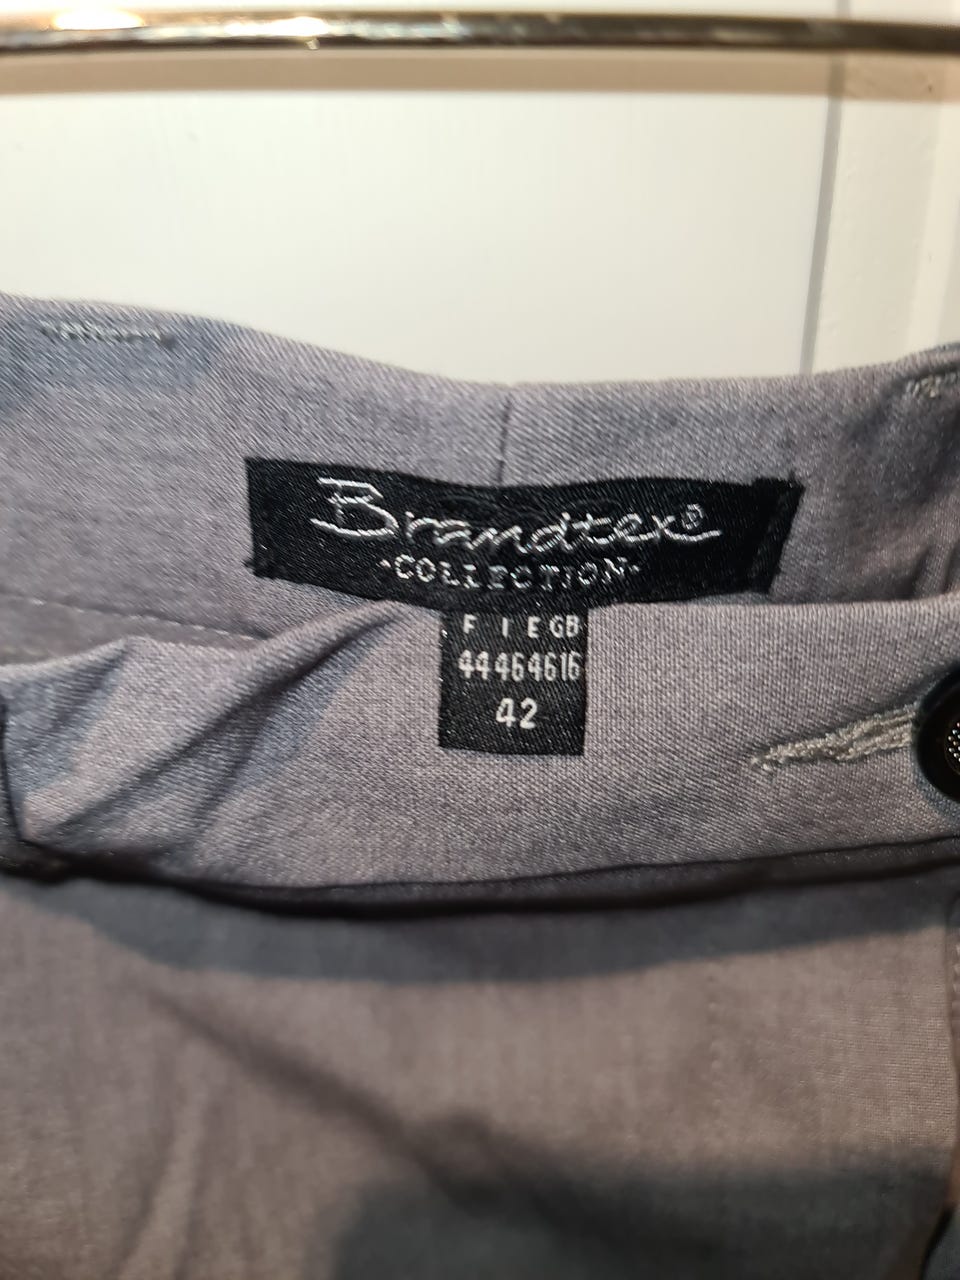 Brandtex®
·COLLECTION·
F I E GB
44 46 46 16
42